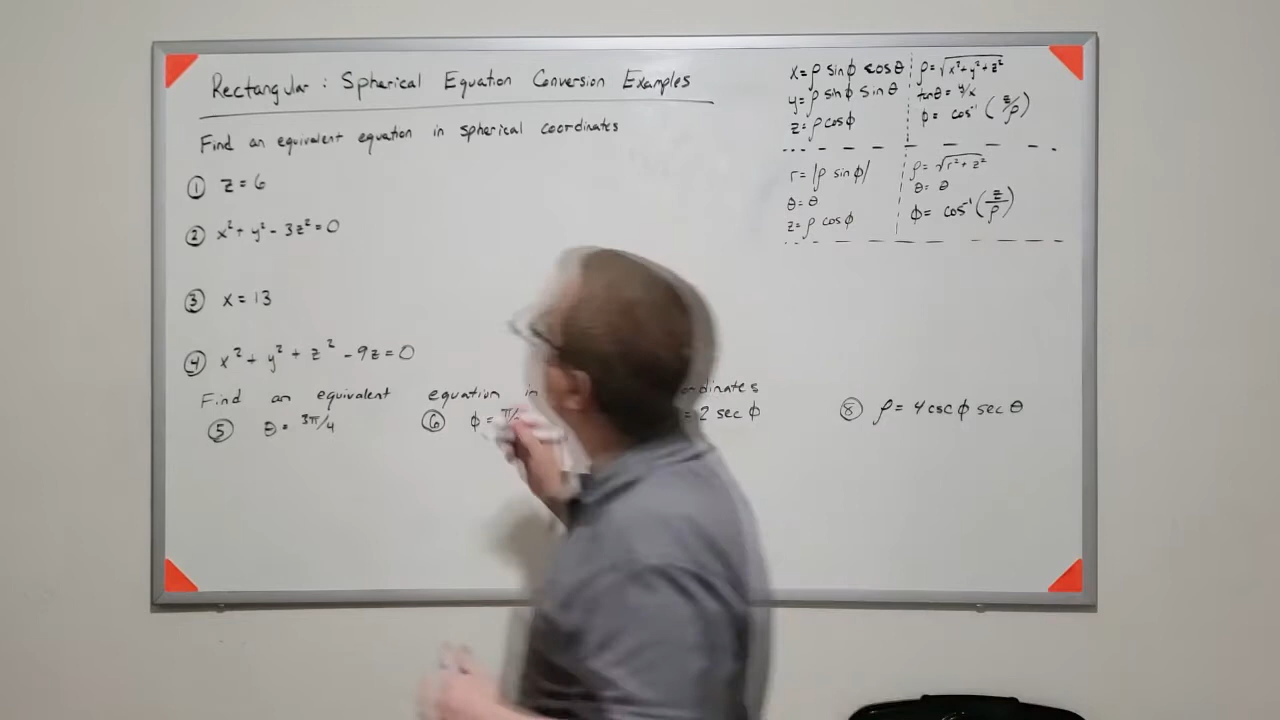 Rectangular : Spherical Equation Conversion Examples
Find an equivalent equation in spherical coordinates
① z = 6
② x² + y² - 3z² = 0
③ x = 13
④ x² + y² + z² - 9z = 0
Find an equivalent equation in
⑤ θ = 3π/4
⑥ φ = π/
= 2 sec φ
⑧ ρ = 4 csc φ sec θ
x = ρ sin φ cos θ
y = ρ sin φ sin θ
z = ρ cos φ
ρ = √x² + y² + z²
tan θ = y/x
φ = cos⁻¹ (z/ρ)
r = |ρ sin φ|
θ = θ
z = ρ cos φ
ρ = √r² + z²
θ = θ
φ = cos⁻¹ (z/ρ)